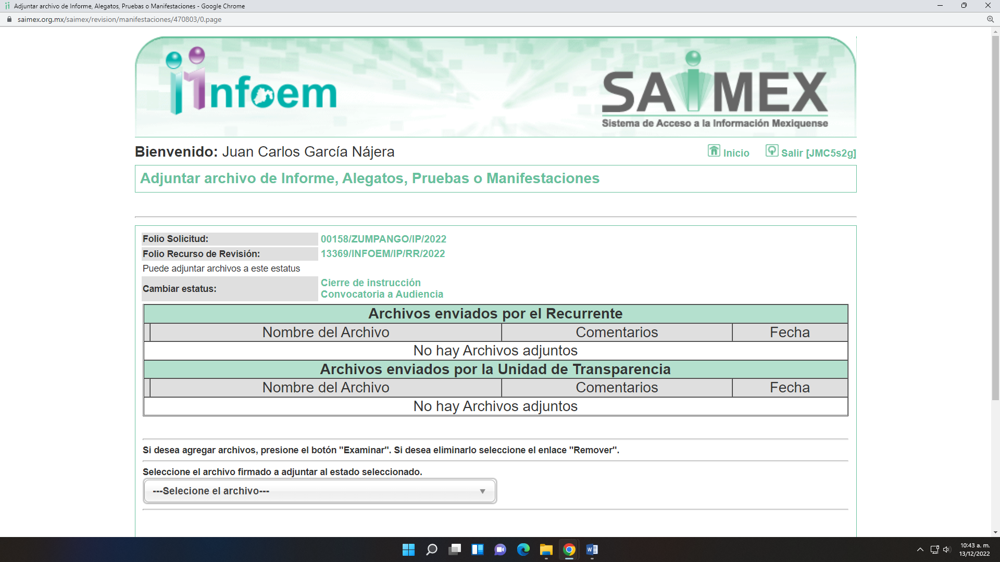 Adjuntar archivo de Informe, Alegatos, Pruebas o Manifestaciones - Google Chrome
saimex.org.mx/saimex/revision/manifestaciones/470803/0.page
infoem
SAIMEX
Sistema de Acceso a la Información Mexiquense
Bienvenido: Juan Carlos García Nájera
Inicio Salir [JMC5s2g]
Adjuntar archivo de Informe, Alegatos, Pruebas o Manifestaciones
Folio Solicitud: 00158/ZUMPANGO/IP/2022
Folio Recurso de Revisión: 13369/INFOEM/IP/RR/2022
Puede adjuntar archivos a este estatus
Cambiar estatus: Cierre de instrucción
Convocatoria a Audiencia
Archivos enviados por el Recurrente
Nombre del Archivo Comentarios Fecha
No hay Archivos adjuntos
Archivos enviados por la Unidad de Transparencia
Nombre del Archivo Comentarios Fecha
No hay Archivos adjuntos
Si desea agregar archivos, presione el botón "Examinar". Si desea eliminarlo seleccione el enlace "Remover".
Seleccione el archivo firmado a adjuntar al estado seleccionado.
---Selecione el archivo---
10:43 a. m.
13/12/2022